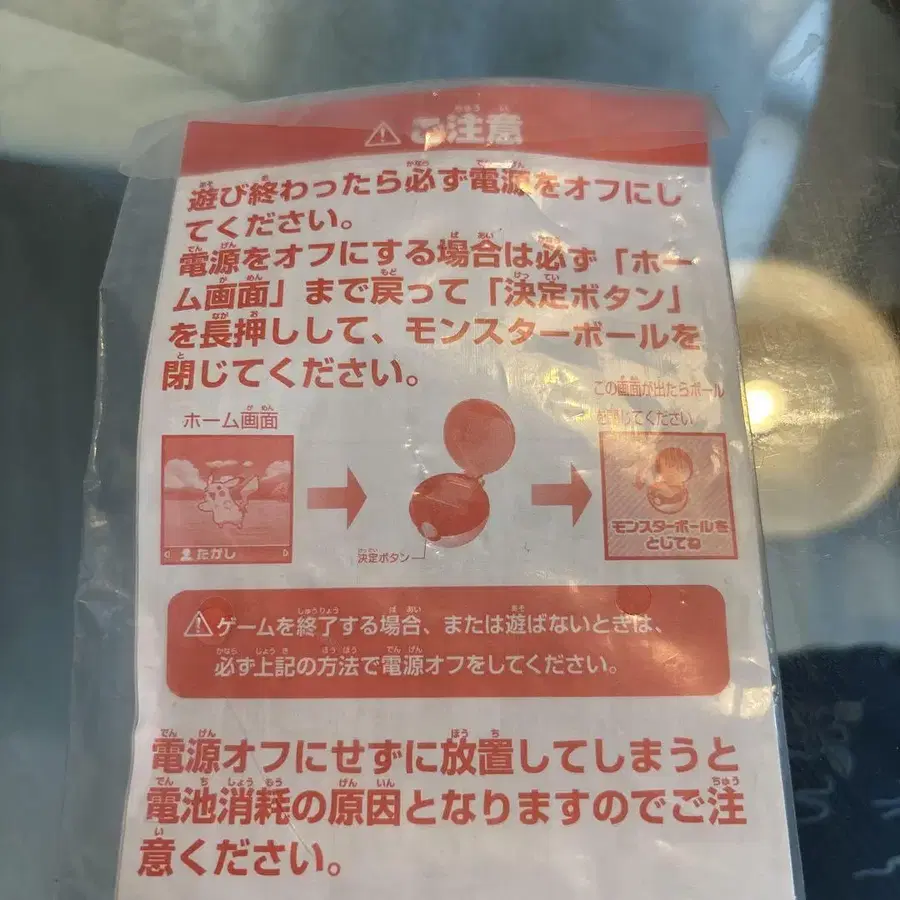 ⚠ご注意
遊び終わったら必ず電源をオフにし
てください。
電源をオフにする場合は必ず「ホー
ム画面」まで戻って「決定ボタン」
を長押しして、モンスターボールを
閉じてください。
ホーム画面
たかし
決定ボタン
この画面が出たらボール
を閉じてください
モンスターボールを
とじてね
⚠ゲームを終了する場合、または遊ばないときは、
必ず上記の方法で電源オフをしてください。
電源オフにせずに放置してしまうと
電池消耗の原因となりますのでご注
意ください。